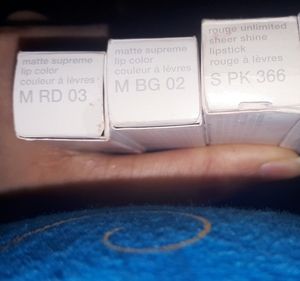 matte supreme
lip color
couleur à lèvres
M RD 03
matte supreme
lip color
couleur à lèvres
M BG 02
rouge unlimited
sheer shine
lipstick
rouge à lèvres
S PK 366